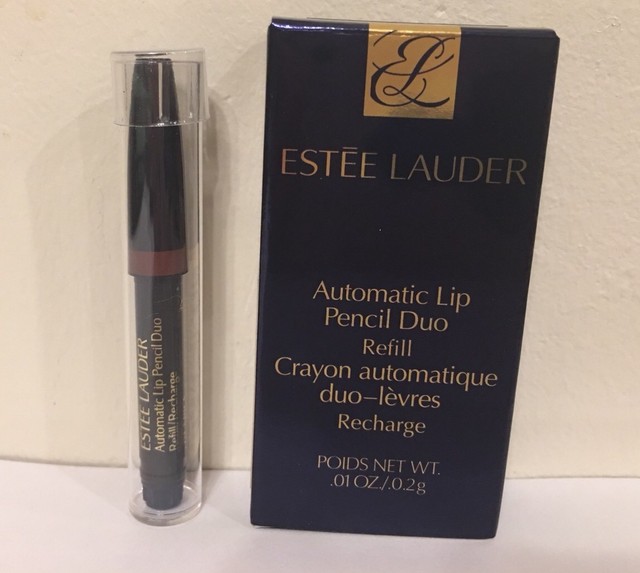 ESTĒE LAUDER
Automatic Lip Pencil Duo
Refill/Recharge
EL
ESTĒE LAUDER
Automatic Lip
Pencil Duo
Refill
Crayon automatique
duo–lèvres
Recharge
POIDS NET WT.
.01 OZ./.0.2g